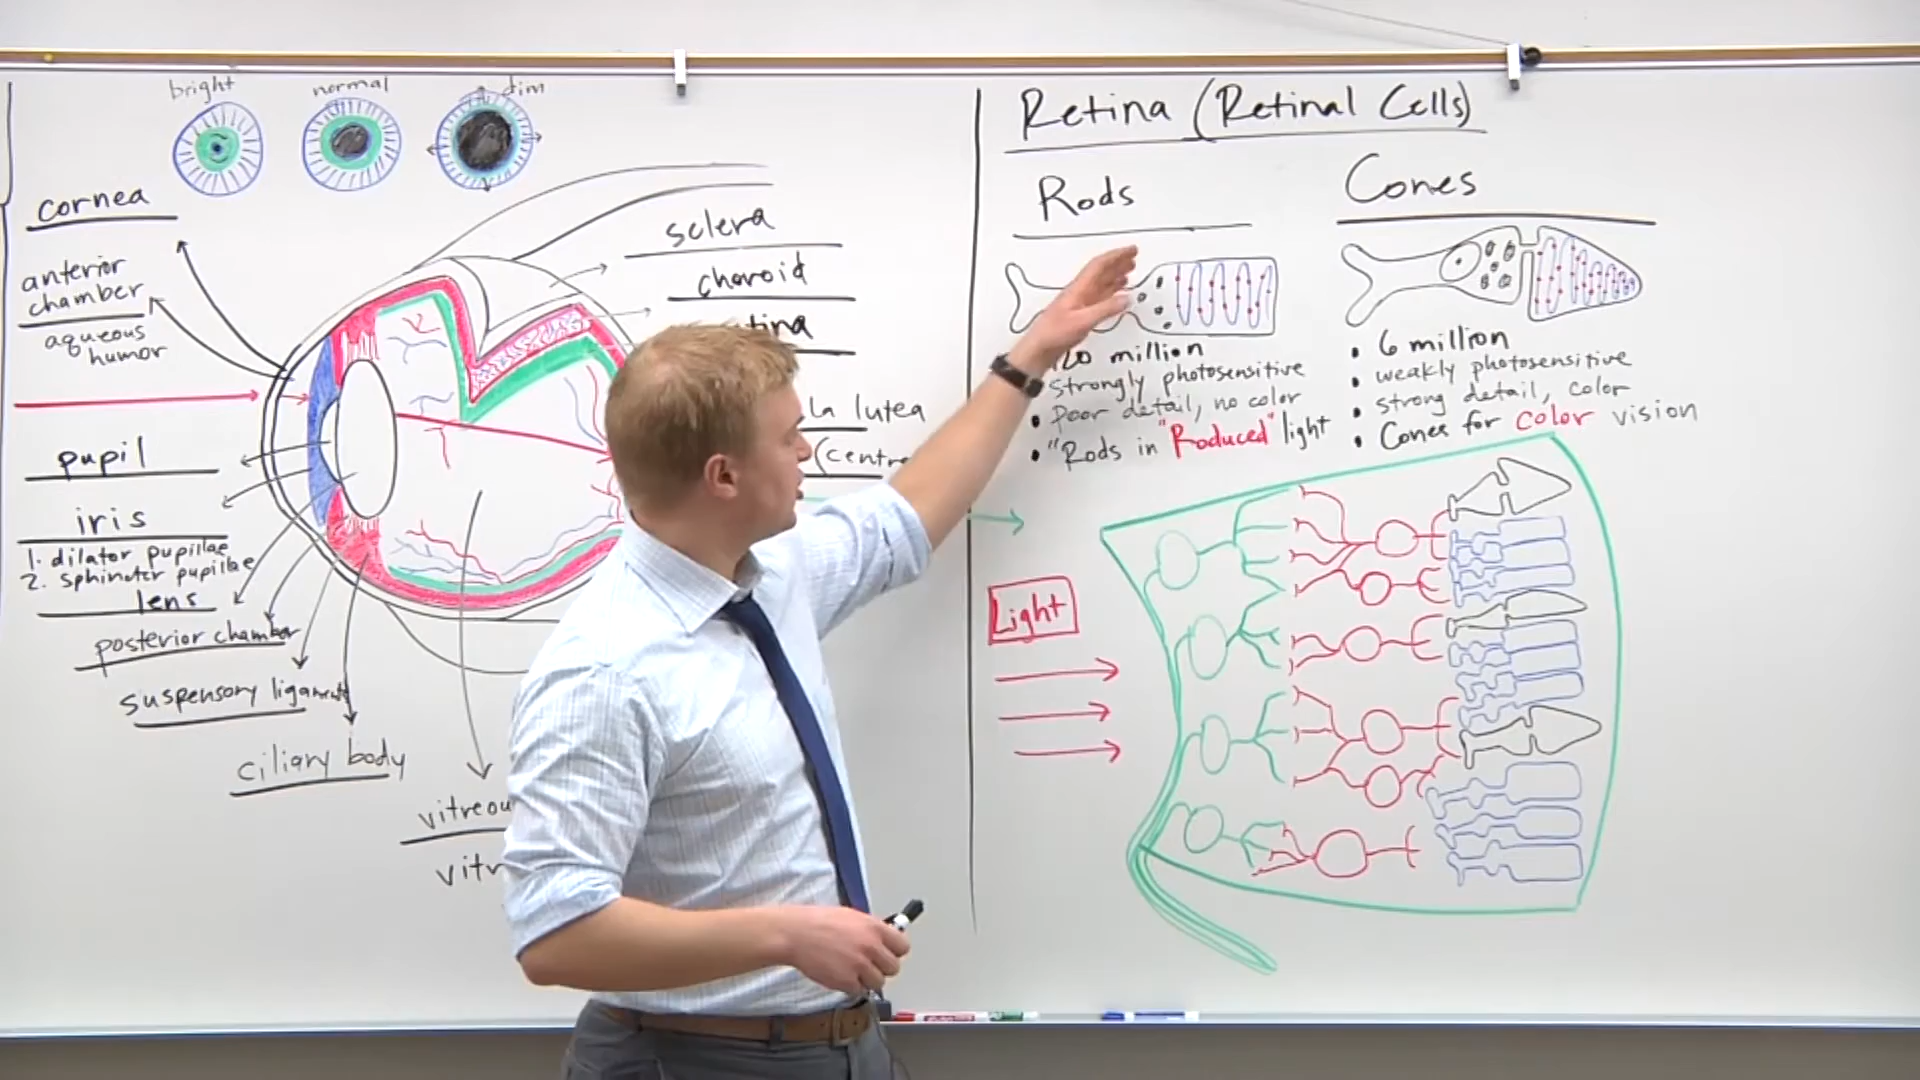 bright
normal
dim
cornea
anterior
chamber
aqueous
humor
pupil
iris
1. dilator pupillae
2. sphincter pupillae
lens
posterior chamber
suspensory ligaments
ciliary body
sclera
choroid
Retina (Retinal Cells)
Rods
million
• strongly photosensitive
• poor detail, no color
• "Rods in "Roduced" light
Cones
• 6 million
• weakly photosensitive
• strong detail, color
• Cones for color vision
Light